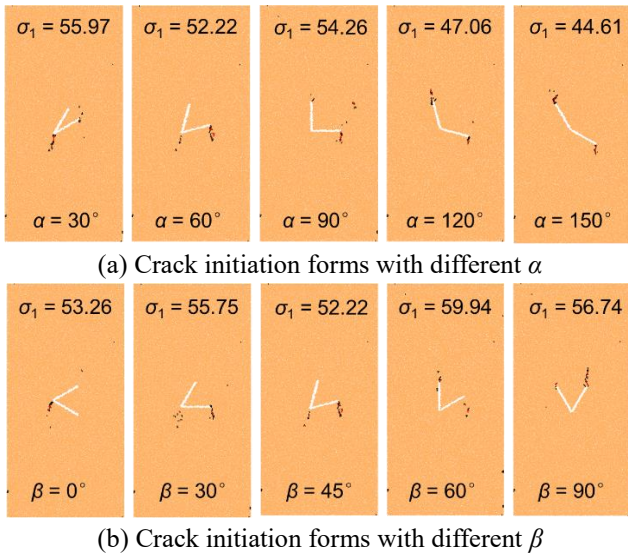 σ₁ = 55.97 σ₁ = 52.22 σ₁ = 54.26 σ₁ = 47.06 σ₁ = 44.61
α = 30° α = 60° α = 90° α = 120° α = 150°
(a) Crack initiation forms with different α
σ₁ = 53.26 σ₁ = 55.75 σ₁ = 52.22 σ₁ = 59.94 σ₁ = 56.74
β = 0° β = 30° β = 45° β = 60° β = 90°
(b) Crack initiation forms with different β